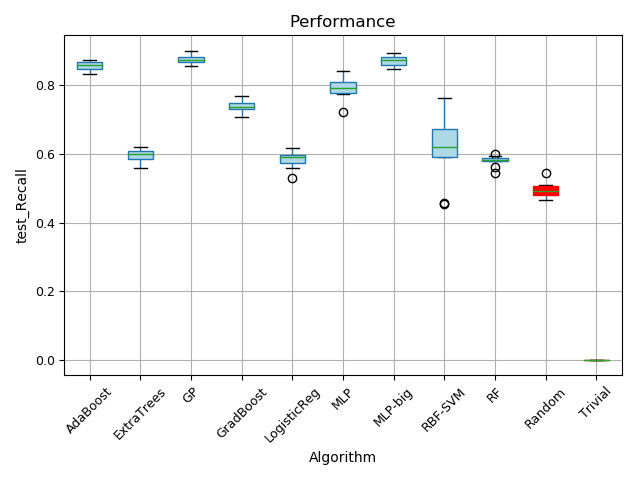 Performance
test_Recall
0.8
0.6
0.4
0.2
0.0
AdaBoost
ExtraTrees
GP
GradBoost
LogisticReg
MLP
MLP-big
RBF-SVM
RF
Random
Trivial
Algorithm